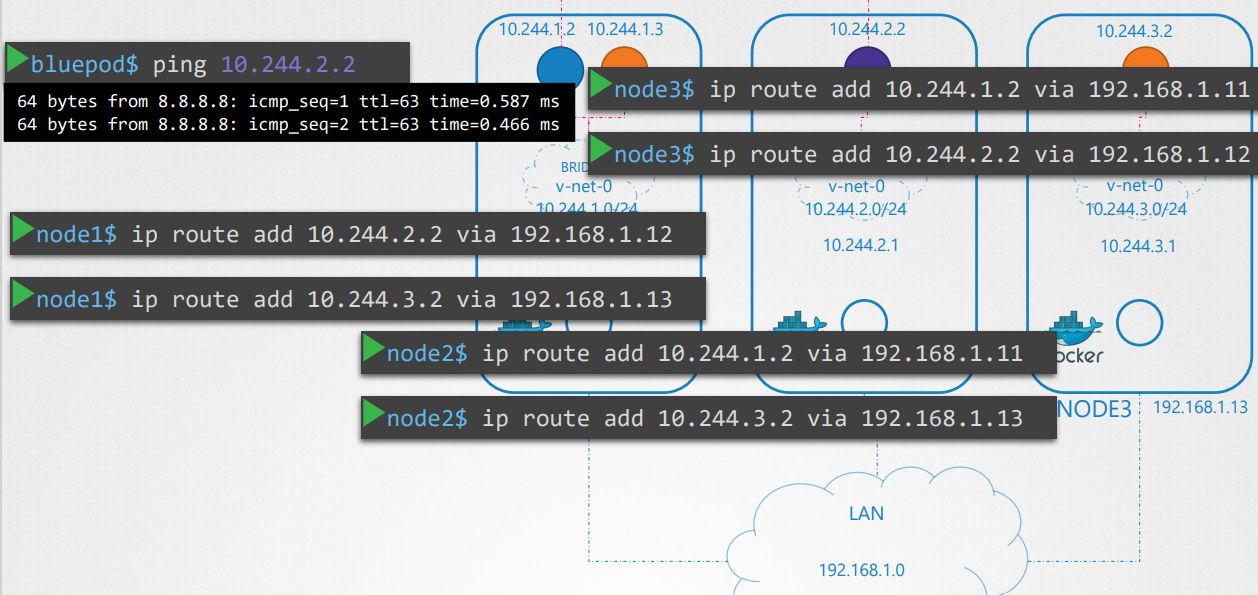 10.244.1.2 10.244.1.3
10.244.2.2
10.244.3.2
bluepod$ ping 10.244.2.2
64 bytes from 8.8.8.8: icmp_seq=1 ttl=63 time=0.587 ms
64 bytes from 8.8.8.8: icmp_seq=2 ttl=63 time=0.466 ms
node3$ ip route add 10.244.1.2 via 192.168.1.11
node3$ ip route add 10.244.2.2 via 192.168.1.12
BRID
v-net-0
10.244.1.0/24
v-net-0
10.244.2.0/24
10.244.2.1
v-net-0
10.244.3.0/24
10.244.3.1
node1$ ip route add 10.244.2.2 via 192.168.1.12
node1$ ip route add 10.244.3.2 via 192.168.1.13
node2$ ip route add 10.244.1.2 via 192.168.1.11
node2$ ip route add 10.244.3.2 via 192.168.1.13
ocker
NODE3 192.168.1.13
LAN
192.168.1.0